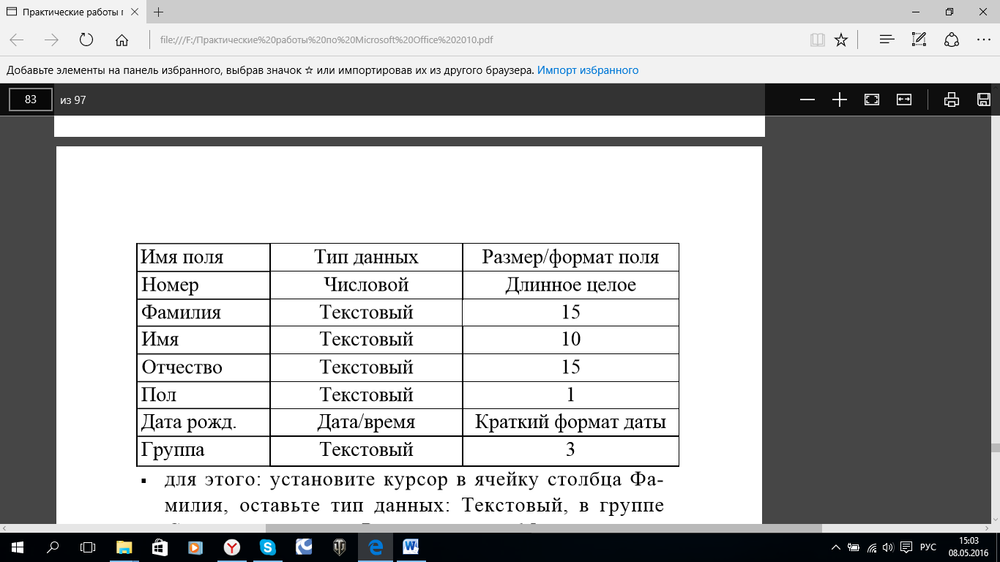 Практические работы п
file:///F:/Практические%20работы%20по%20Microsoft%20Office%202010.pdf
Добавьте элементы на панель избранного, выбрав значок ☆ или импортировав их из другого браузера. Импорт избранного
83 из 97
Имя поля Тип данных Размер/формат поля
Номер Числовой Длинное целое
Фамилия Текстовый 15
Имя Текстовый 10
Отчество Текстовый 15
Пол Текстовый 1
Дата рожд. Дата/время Краткий формат даты
Группа Текстовый 3
▪ для этого: установите курсор в ячейку столбца Фа-
милия, оставьте тип данных: Текстовый, в группе
РУС
15:03
08.05.2016